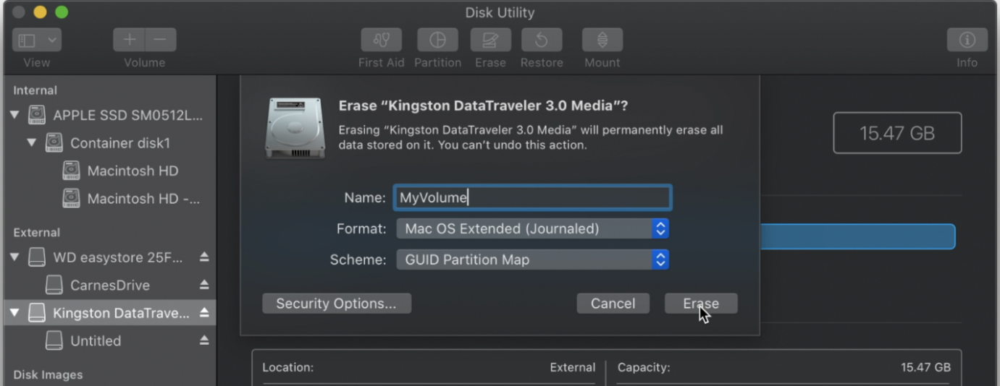 Disk Utility
View
Volume
First Aid
Partition
Erase
Restore
Mount
Info
Internal
APPLE SSD SM0512L...
Container disk1
Macintosh HD
Macintosh HD -...
External
WD easystore 25F...
CarnesDrive
Kingston DataTrave...
Untitled
Disk Images
Erase “Kingston DataTraveler 3.0 Media”?
Erasing “Kingston DataTraveler 3.0 Media” will permanently erase all
data stored on it. You can’t undo this action.
Name: MyVolume
Format: Mac OS Extended (Journaled)
Scheme: GUID Partition Map
Security Options...
Cancel
Erase
15.47 GB
Location: External
Capacity: 15.47 GB